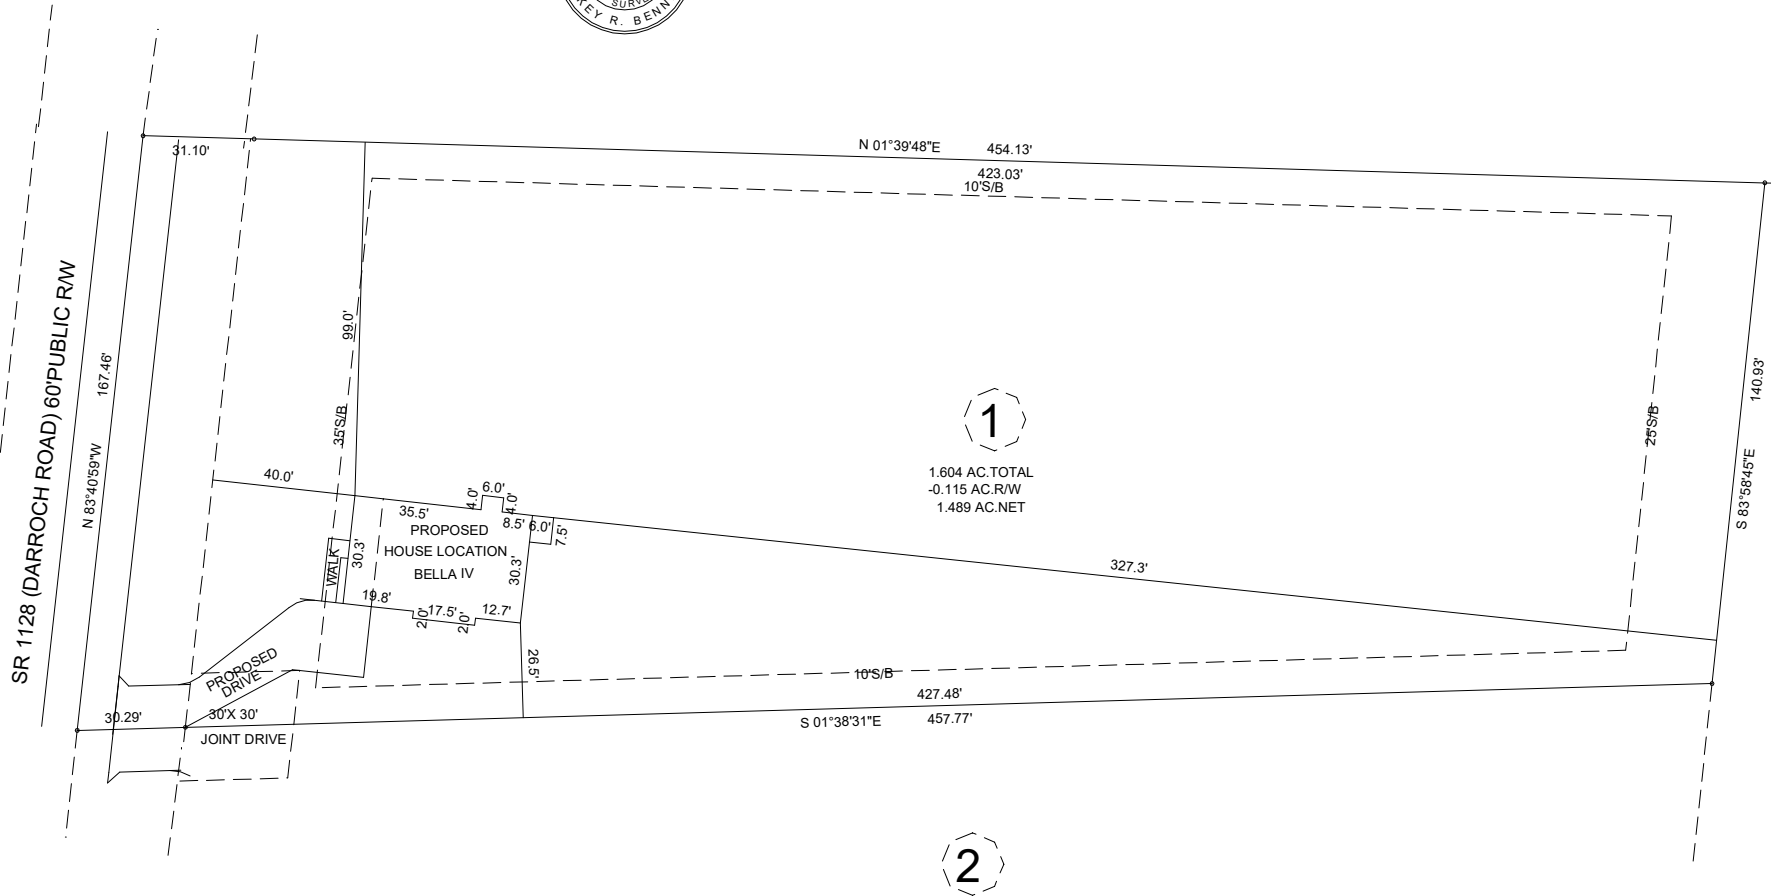 SURVE
KEY R. BENN
N 01°39'48"E 454.13'
31.10'
423.03'
10'S/B
SR 1128 (DARROCH ROAD) 60'PUBLIC R/W
N 83°40'59"W 167.46'
99.0'
35'S/B
25'S/B
S 83°58'45"E 140.93'
1
1.604 AC.TOTAL
-0.115 AC.R/W
1.489 AC.NET
40.0'
35.5'
4.0'
6.0'
4.0'
8.5'
6.0'
7.5'
PROPOSED
HOUSE LOCATION
BELLA IV
WALK
30.3'
30.3'
327.3'
19.8'
2.0'
17.5'
2.0'
12.7'
26.5'
PROPOSED
DRIVE
10'S/B
427.48'
30.29'
30'X 30'
JOINT DRIVE
S 01°38'31"E 457.77'
2